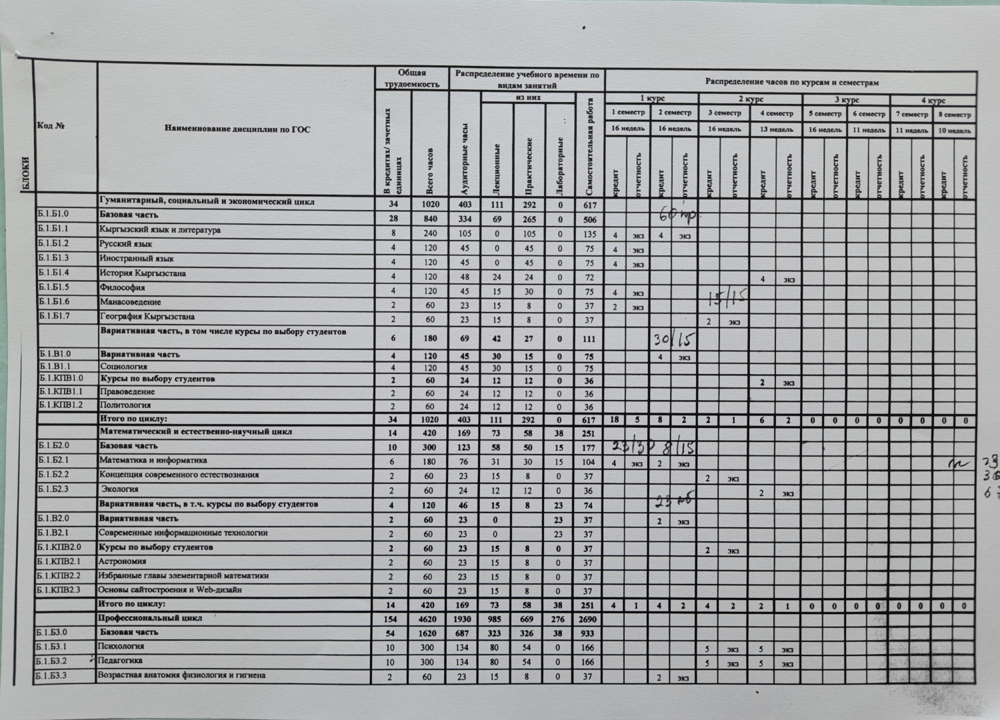 БЛОКИ
Код №
Наименнование дисциплин по ГОС
Общая трудоемкость
Распределение учебного времени по видам занятий
Распределение часов по курсам и семестрам
из них
1 курс 2 курс 3 курс 4 курс
1 семестр 2 семестр 3 семестр 4 семестр 5 семестр 6 семестр 7 семестр 8 семестр
16 недель 16 недель 16 недель 13 недель 16 недель 11 недель 11 недель 10 недель
В кредитах/ зачетных единицах Всего часов Аудиторные часы Лекционные Практические Лабораторные Самостоятельная работа кредит отчетность кредит отчетность кредит отчетность кредит отчетность кредит отчетность кредит отчетность кредит отчетность кредит отчетность
Гуманитарный, социальный и экономический цикл 34 1020 403 111 292 0 617
Б.1.Б1.0 Базовая часть 28 840 334 69 265 0 506 60 пр.
Б.1.Б1.1 Кыргызский язык и литература 8 240 105 0 105 0 135 4 экз 4 экз
Б.1.Б1.2 Русский язык 4 120 45 0 45 0 75 4 экз
Б.1.Б1.3 Иностранный язык 4 120 45 0 45 0 75 4 экз
Б.1.Б1.4 История Кыргызстана 4 120 48 24 24 0 72 4 экз
Б.1.Б1.5 Философия 4 120 45 15 30 0 75 4 экз 15/15
Б.1.Б1.6 Манасоведение 2 60 23 15 8 0 37 2 экз
Б.1.Б1.7 География Кыргызстана 2 60 23 15 8 0 37 2 экз
Вариативная часть, в том числе курсы по выбору студентов 6 180 69 42 27 0 111 30/15
Б.1.В1.0 Вариативная часть 4 120 45 30 15 0 75 4 экз
Б.1.В1.1 Социология 4 120 45 30 15 0 75
Б.1.КПВ1.0 Курсы по выбору студентов 2 60 24 12 12 0 36 2 экз
Б.1.КПВ1.1 Правоведение 2 60 24 12 12 0 36
Б.1.КПВ1.2 Политология 2 60 24 12 12 0 36
Итого по циклу: 34 1020 403 111 292 0 617 18 5 8 2 2 1 6 2 0 0 0 0 0 0 0 0
Математический и естественно-научный цикл 14 420 169 73 58 38 251
Б.1.Б2.0 Базовая часть 10 300 123 58 50 15 177 23/30 8/15
Б.1.Б2.1 Математика и информатика 6 180 76 31 30 15 104 4 экз 2 экз
Б.1.Б2.2 Концепция современного естествознания 2 60 23 15 8 0 37 2 экз
Б.1.Б2.3 Экология 2 60 24 12 12 0 36 2 экз
Вариативная часть, в т.ч. курсы по выбору студентов 4 120 46 15 8 23 74 23 лб
Б.1.В2.0 Вариативная часть 2 60 23 0 23 37 2 экз
Б.1.В2.1 Современные информационные технологии 2 60 23 0 23 37
Б.1.КПВ2.0 Курсы по выбору студентов 2 60 23 15 8 0 37 2 экз
Б.1.КПВ2.1 Астрономия 2 60 23 15 8 0 37
Б.1.КПВ2.2 Избранные главы элементарной математики 2 60 23 15 8 0 37
Б.1.КПВ2.3 Основы сайтостроения и Web-дизайн 2 60 23 15 8 0 37
Итого по циклу: 14 420 169 73 58 38 251 4 1 4 2 4 2 2 1 0 0 0 0 0 0 0 0
Профессиональный цикл 154 4620 1930 985 669 276 2690
Б.1.Б3.0 Базовая часть 54 1620 687 323 326 38 933
Б.1.Б3.1 Психология 10 300 134 80 54 0 166 5 экз 5 экз
Б.1.Б3.2 Педагогика 10 300 134 80 54 0 166 5 экз 5 экз
Б.1.Б3.3 Возрастная анатомия физиология и гигиена 2 60 23 15 8 0 37 2 экз